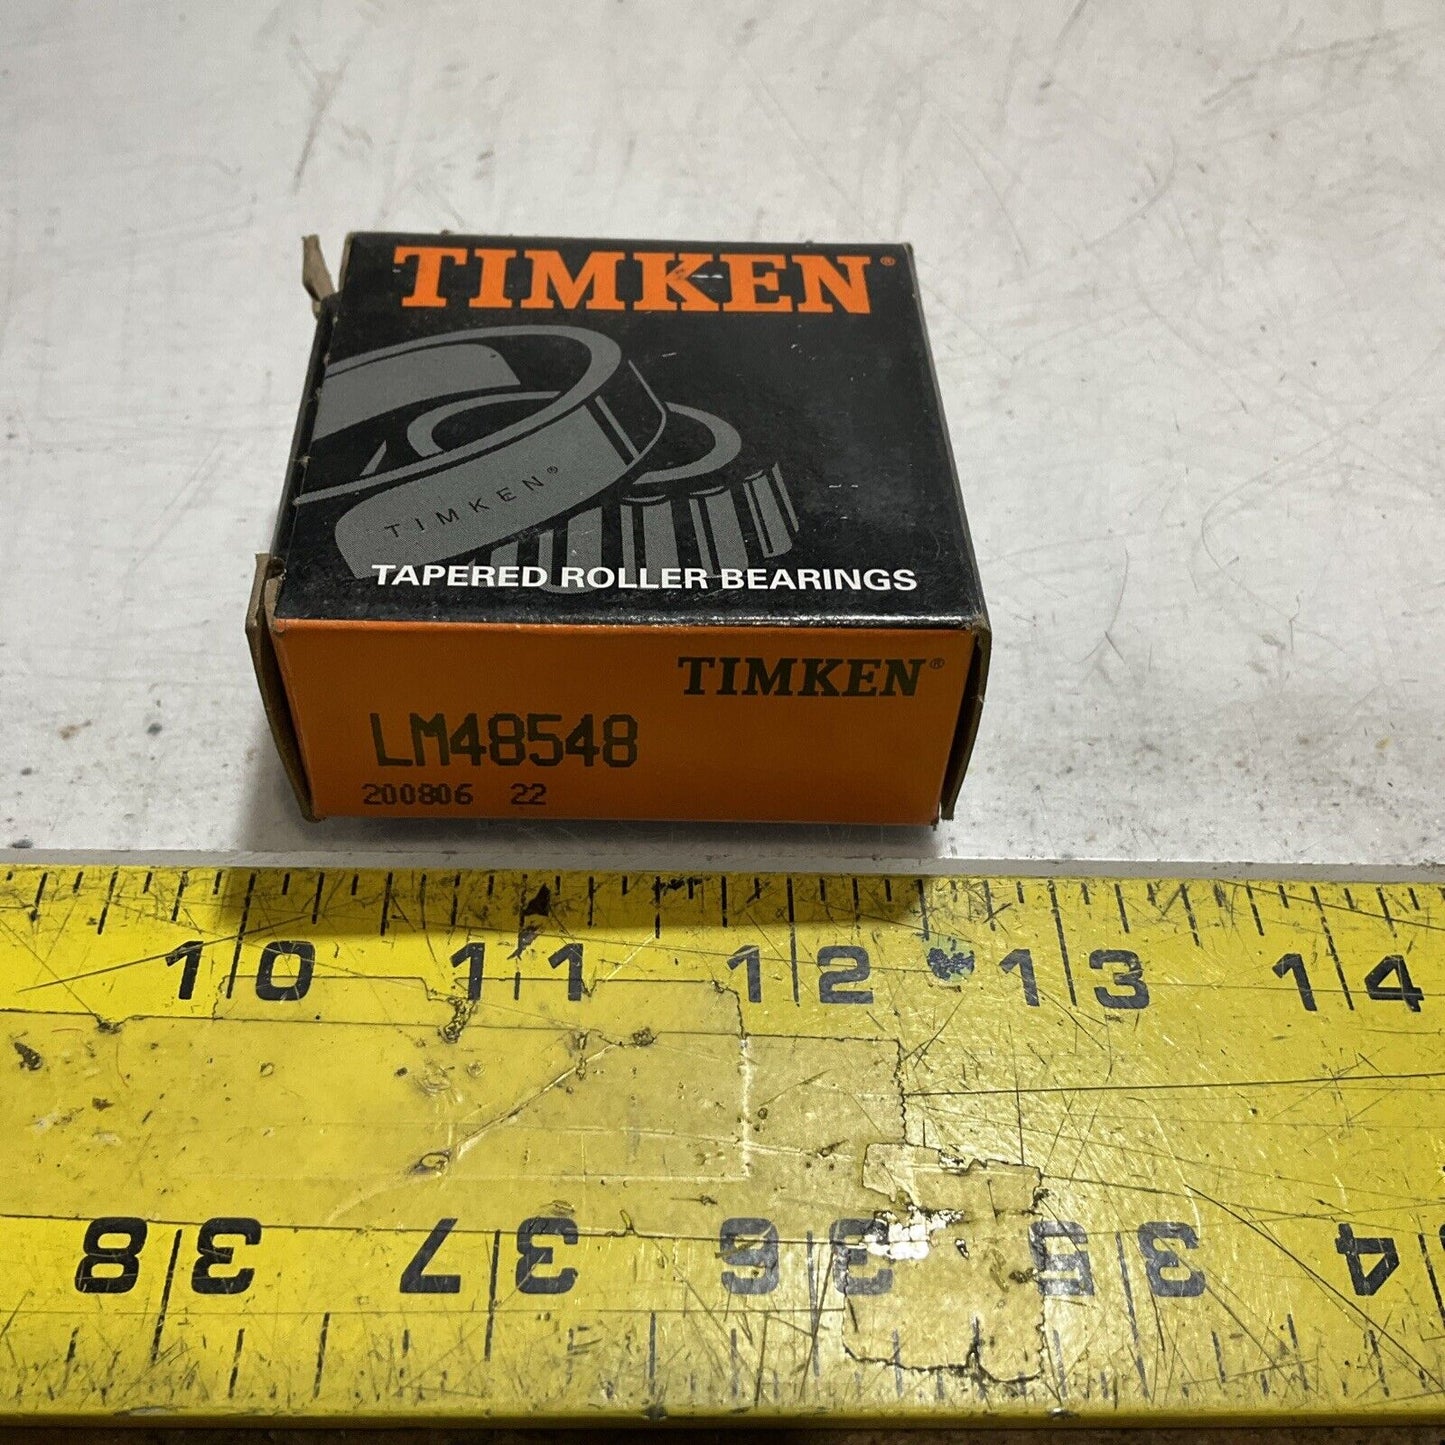 TIMKEN®
TIMKEN®
TAPERED ROLLER BEARINGS
TIMKEN®
LM48548
200806 22
10 11 12 13 14
38 37 36 35 34